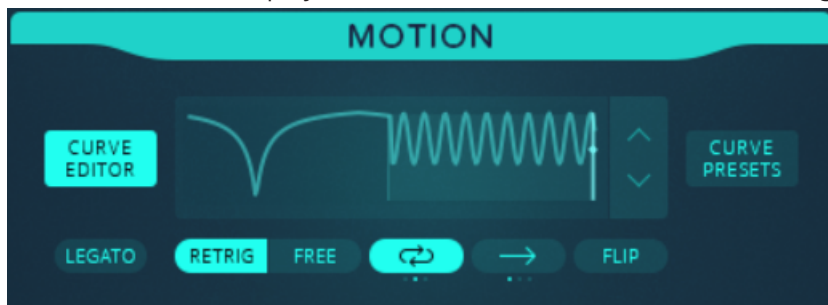 MOTION
CURVE
EDITOR
CURVE
PRESETS
LEGATO
RETRIG
FREE
FLIP